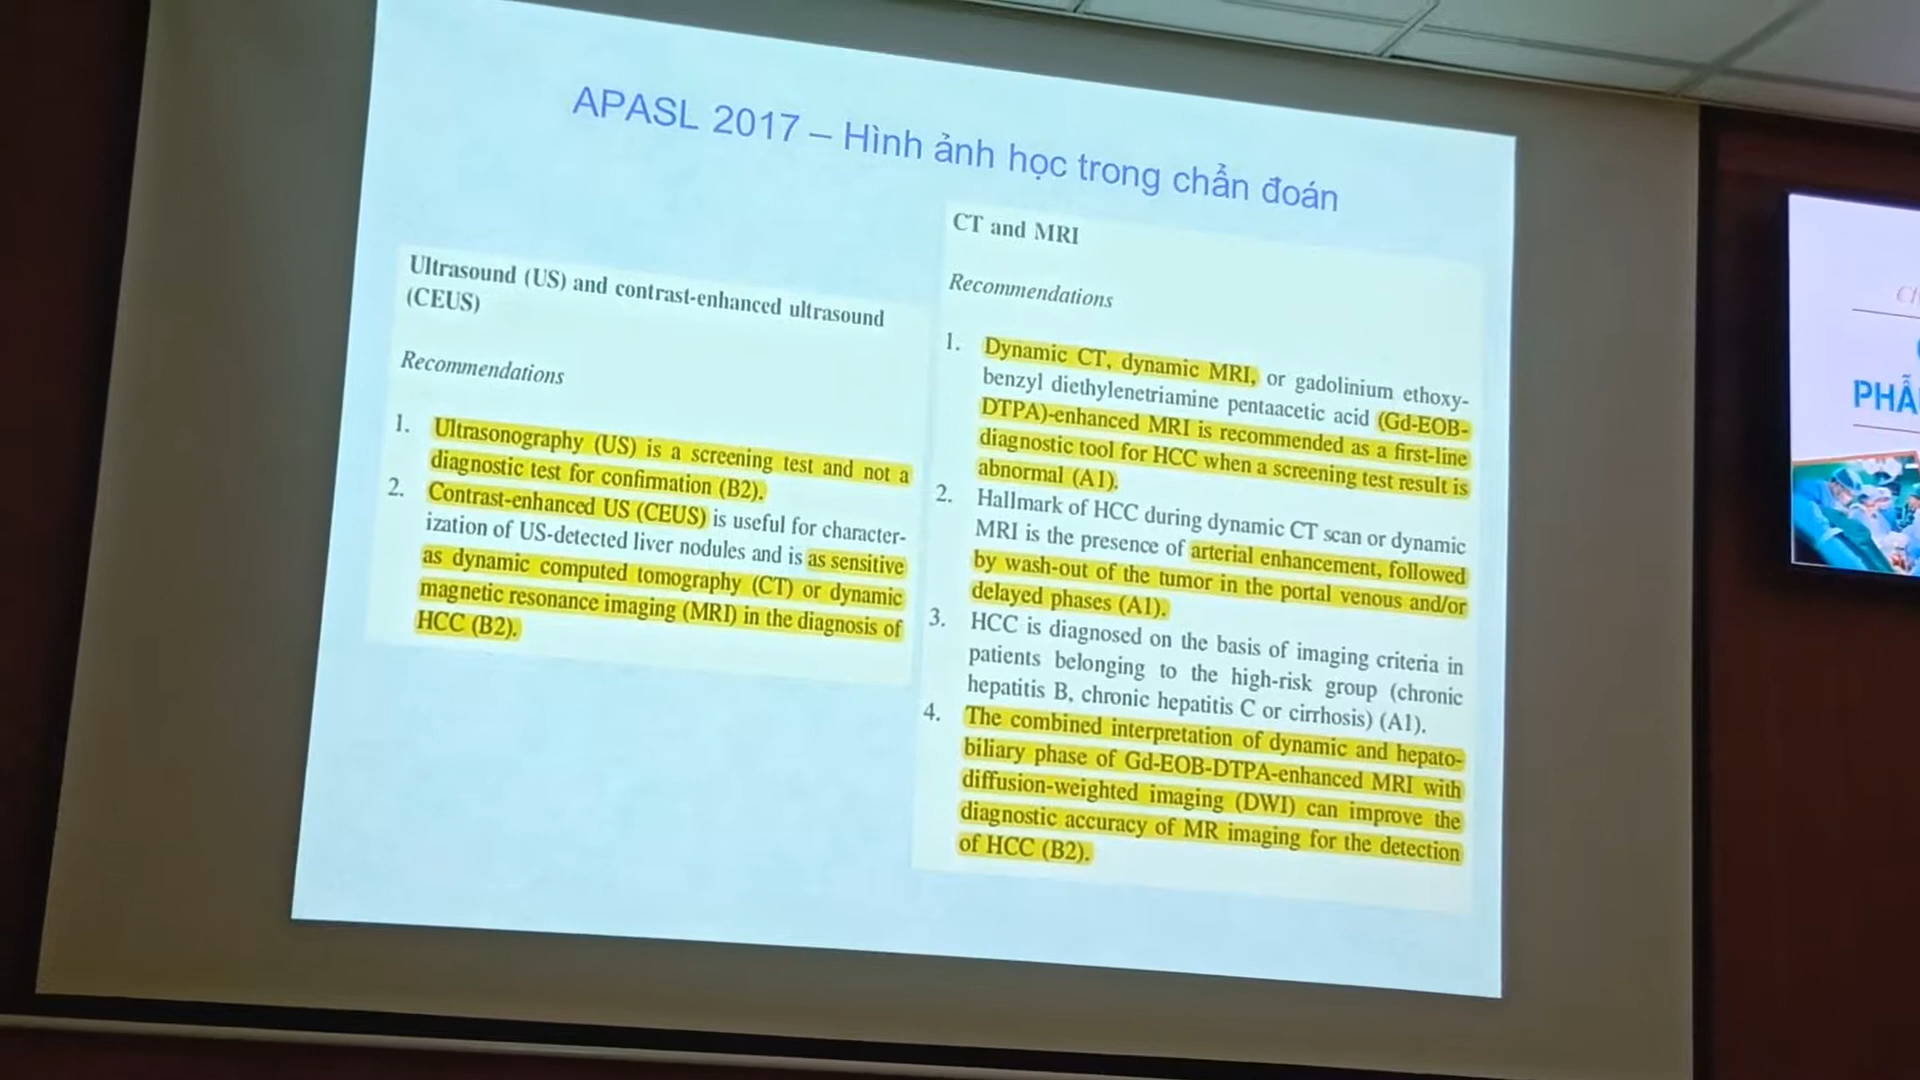 APASL 2017 – Hình ảnh học trong chẩn đoán
Ultrasound (US) and contrast-enhanced ultrasound
(CEUS)
Recommendations
1. Ultrasonography (US) is a screening test and not a
diagnostic test for confirmation (B2).
2. Contrast-enhanced US (CEUS) is useful for character-
ization of US-detected liver nodules and is as sensitive
as dynamic computed tomography (CT) or dynamic
magnetic resonance imaging (MRI) in the diagnosis of
HCC (B2).
CT and MRI
Recommendations
1. Dynamic CT, dynamic MRI, or gadolinium ethoxy-
benzyl diethylenetriamine pentaacetic acid (Gd-EOB-
DTPA)-enhanced MRI is recommended as a first-line
diagnostic tool for HCC when a screening test result is
abnormal (A1).
2. Hallmark of HCC during dynamic CT scan or dynamic
MRI is the presence of arterial enhancement, followed
by wash-out of the tumor in the portal venous and/or
delayed phases (A1).
3. HCC is diagnosed on the basis of imaging criteria in
patients belonging to the high-risk group (chronic
hepatitis B, chronic hepatitis C or cirrhosis) (A1).
4. The combined interpretation of dynamic and hepato-
biliary phase of Gd-EOB-DTPA-enhanced MRI with
diffusion-weighted imaging (DWI) can improve the
diagnostic accuracy of MR imaging for the detection
of HCC (B2).
PHẪ